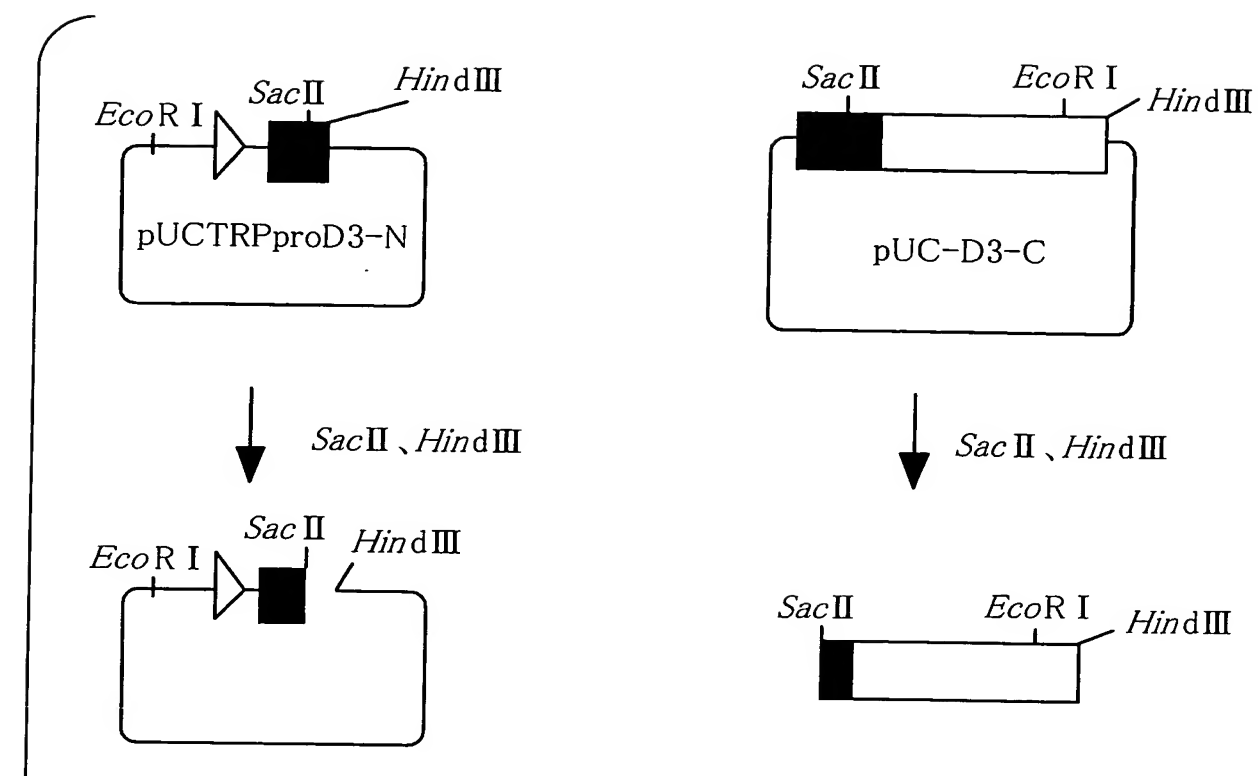 EcoR I
SacⅡ
HindⅢ
pUCTRPproD3-N
SacⅡ
EcoR I
HindⅢ
pUC-D3-C
SacⅡ、HindⅢ
SacⅡ、HindⅢ
EcoR I
SacⅡ
HindⅢ
SacⅡ
EcoR I
HindⅢ